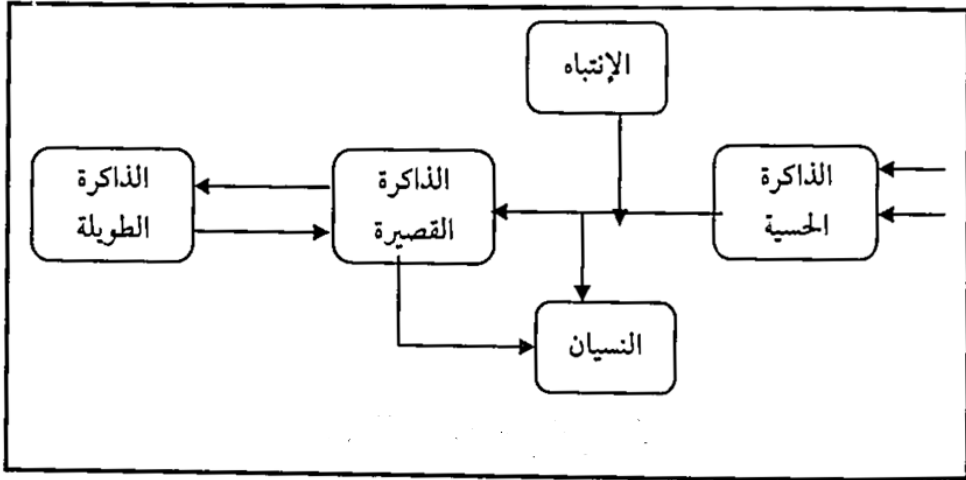 الإنتباه
الذاكرة
الحسية
الذاكرة
القصيرة
الذاكرة
الطويلة
النسيان